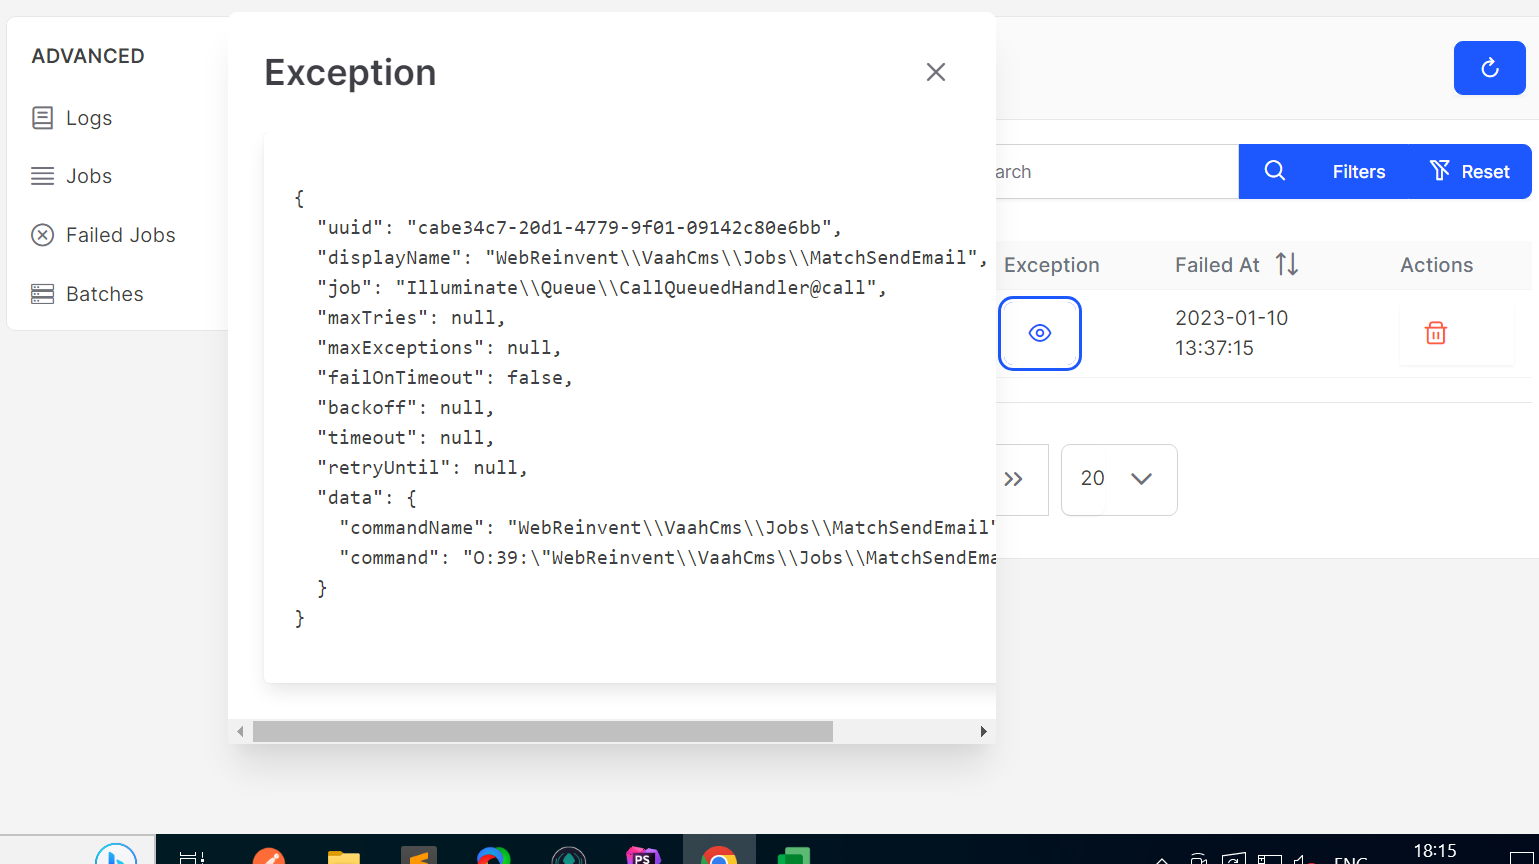 ADVANCED
Logs
Jobs
Failed Jobs
Batches
Exception
{
  "uuid": "cabe34c7-20d1-4779-9f01-09142c80e6bb",
  "displayName": "WebReinvent\\VaahCms\\Jobs\\MatchSendEmail",
  "job": "Illuminate\\Queue\\CallQueuedHandler@call",
  "maxTries": null,
  "maxExceptions": null,
  "failOnTimeout": false,
  "backoff": null,
  "timeout": null,
  "retryUntil": null,
  "data": {
    "commandName": "WebReinvent\\VaahCms\\Jobs\\MatchSendEmail"
    "command": "O:39:\"WebReinvent\\VaahCms\\Jobs\\MatchSendEma
  }
}
arch Filters Reset
Exception Failed At Actions
2023-01-10
13:37:15
20
PS
ENG
18:15